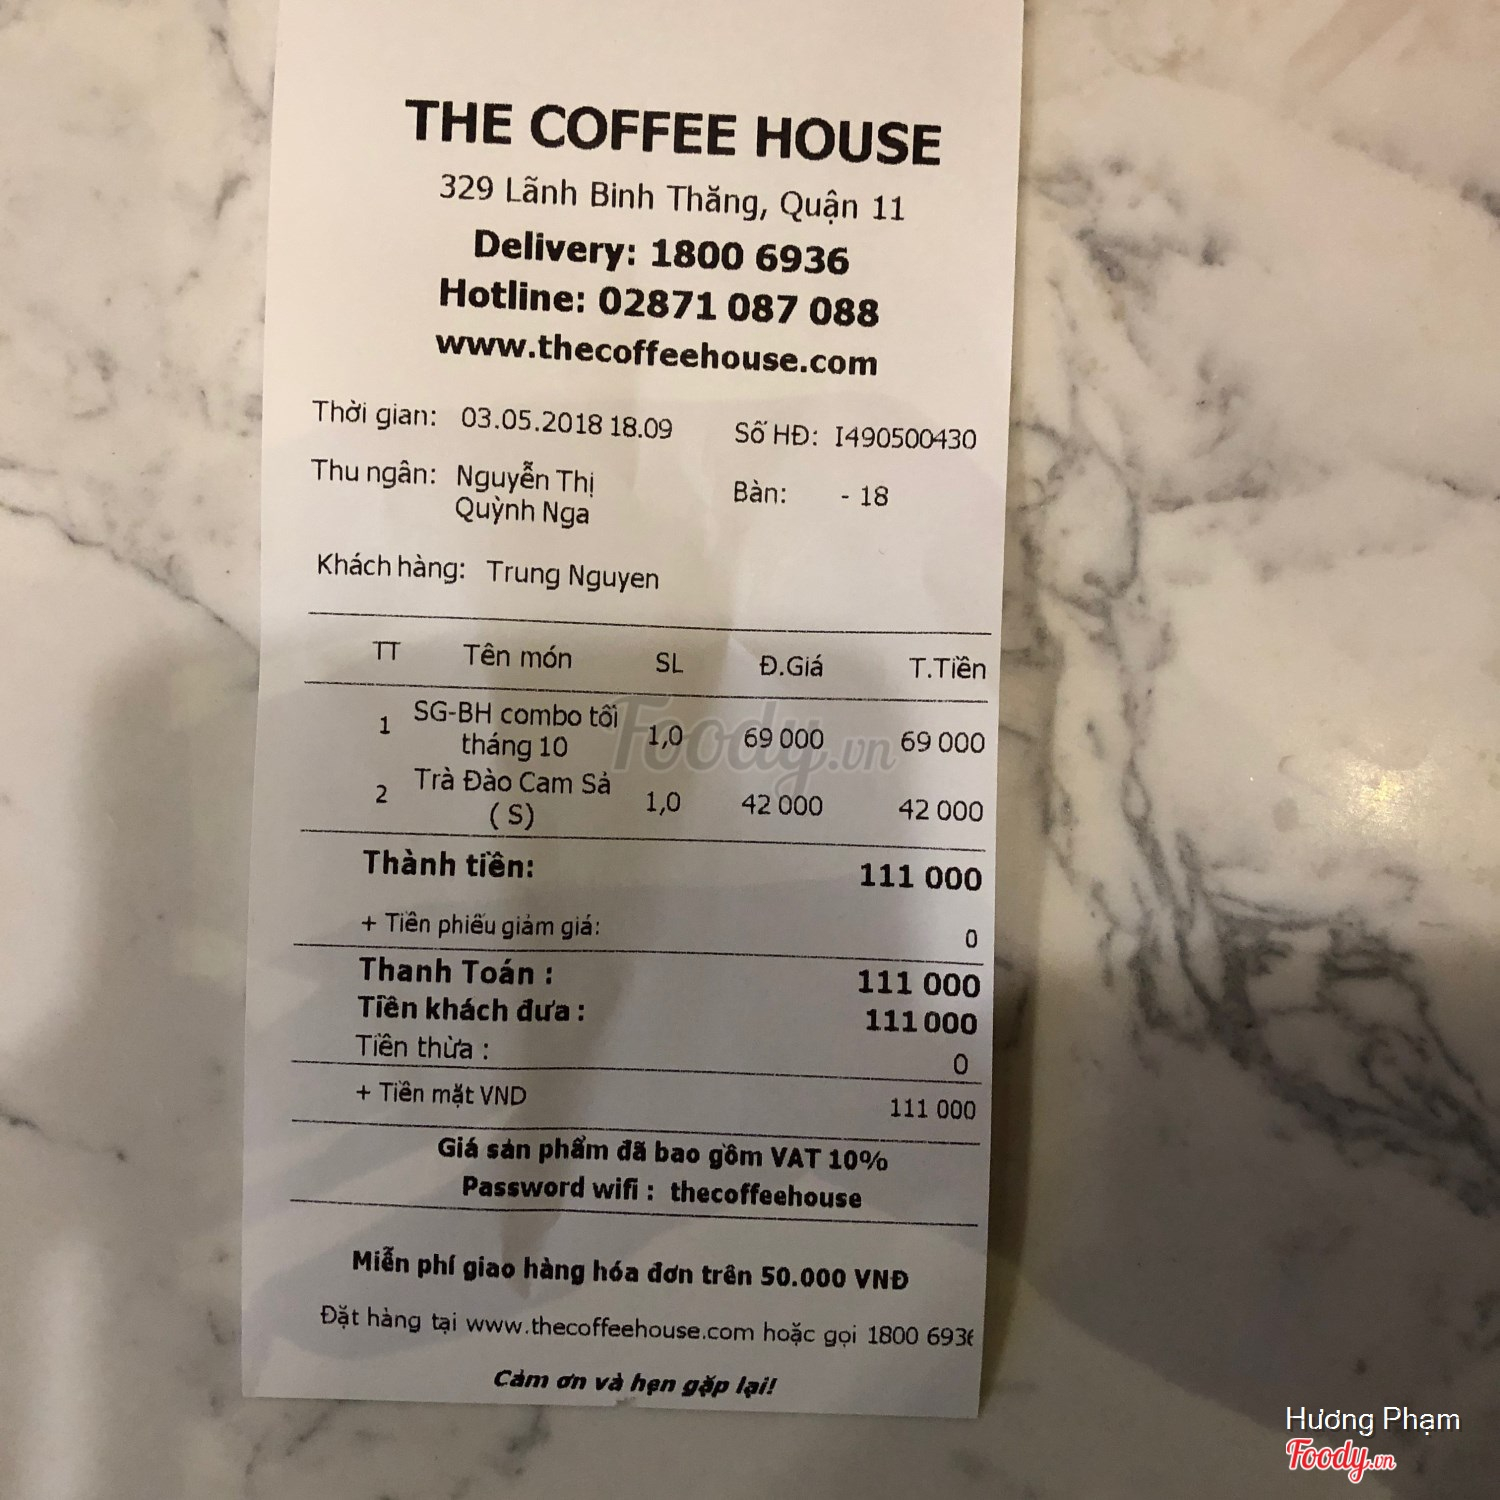 THE COFFEE HOUSE
329 Lãnh Binh Thăng, Quận 11
Delivery: 1800 6936
Hotline: 02871 087 088
www.thecoffeehouse.com
Thời gian: 03.05.2018 18.09 Số HĐ: I490500430
Thu ngân: Nguyễn Thị Quỳnh Nga Bàn: - 18
Khách hàng: Trung Nguyen
TT Tên món SL Đ.Giá T.Tiền
1 SG-BH combo tối tháng 10 1,0 69 000 69 000
2 Trà Đào Cam Sả ( S) 1,0 42 000 42 000
Thành tiền: 111 000
+ Tiền phiếu giảm giá: 0
Thanh Toán : 111 000
Tiền khách đưa : 111 000
Tiền thừa : 0
+ Tiền mặt VND 111 000
Giá sản phẩm đã bao gồm VAT 10%
Password wifi : thecoffeehouse
Miễn phí giao hàng hóa đơn trên 50.000 VNĐ
Đặt hàng tại www.thecoffeehouse.com hoặc gọi 1800 6936
Cảm ơn và hẹn gặp lại!
Foody.vn
Hương Phạm
Foody.vn